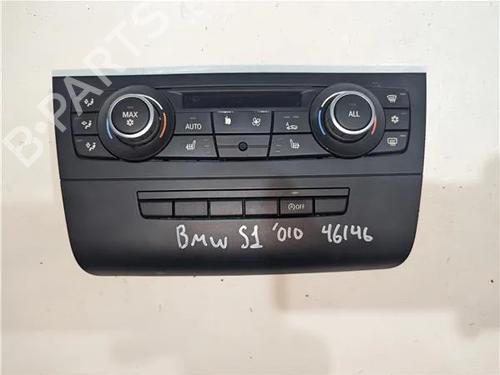 B-PARTS
MAX
AUTO
ALL
OFF
BMW S1 '010 46146